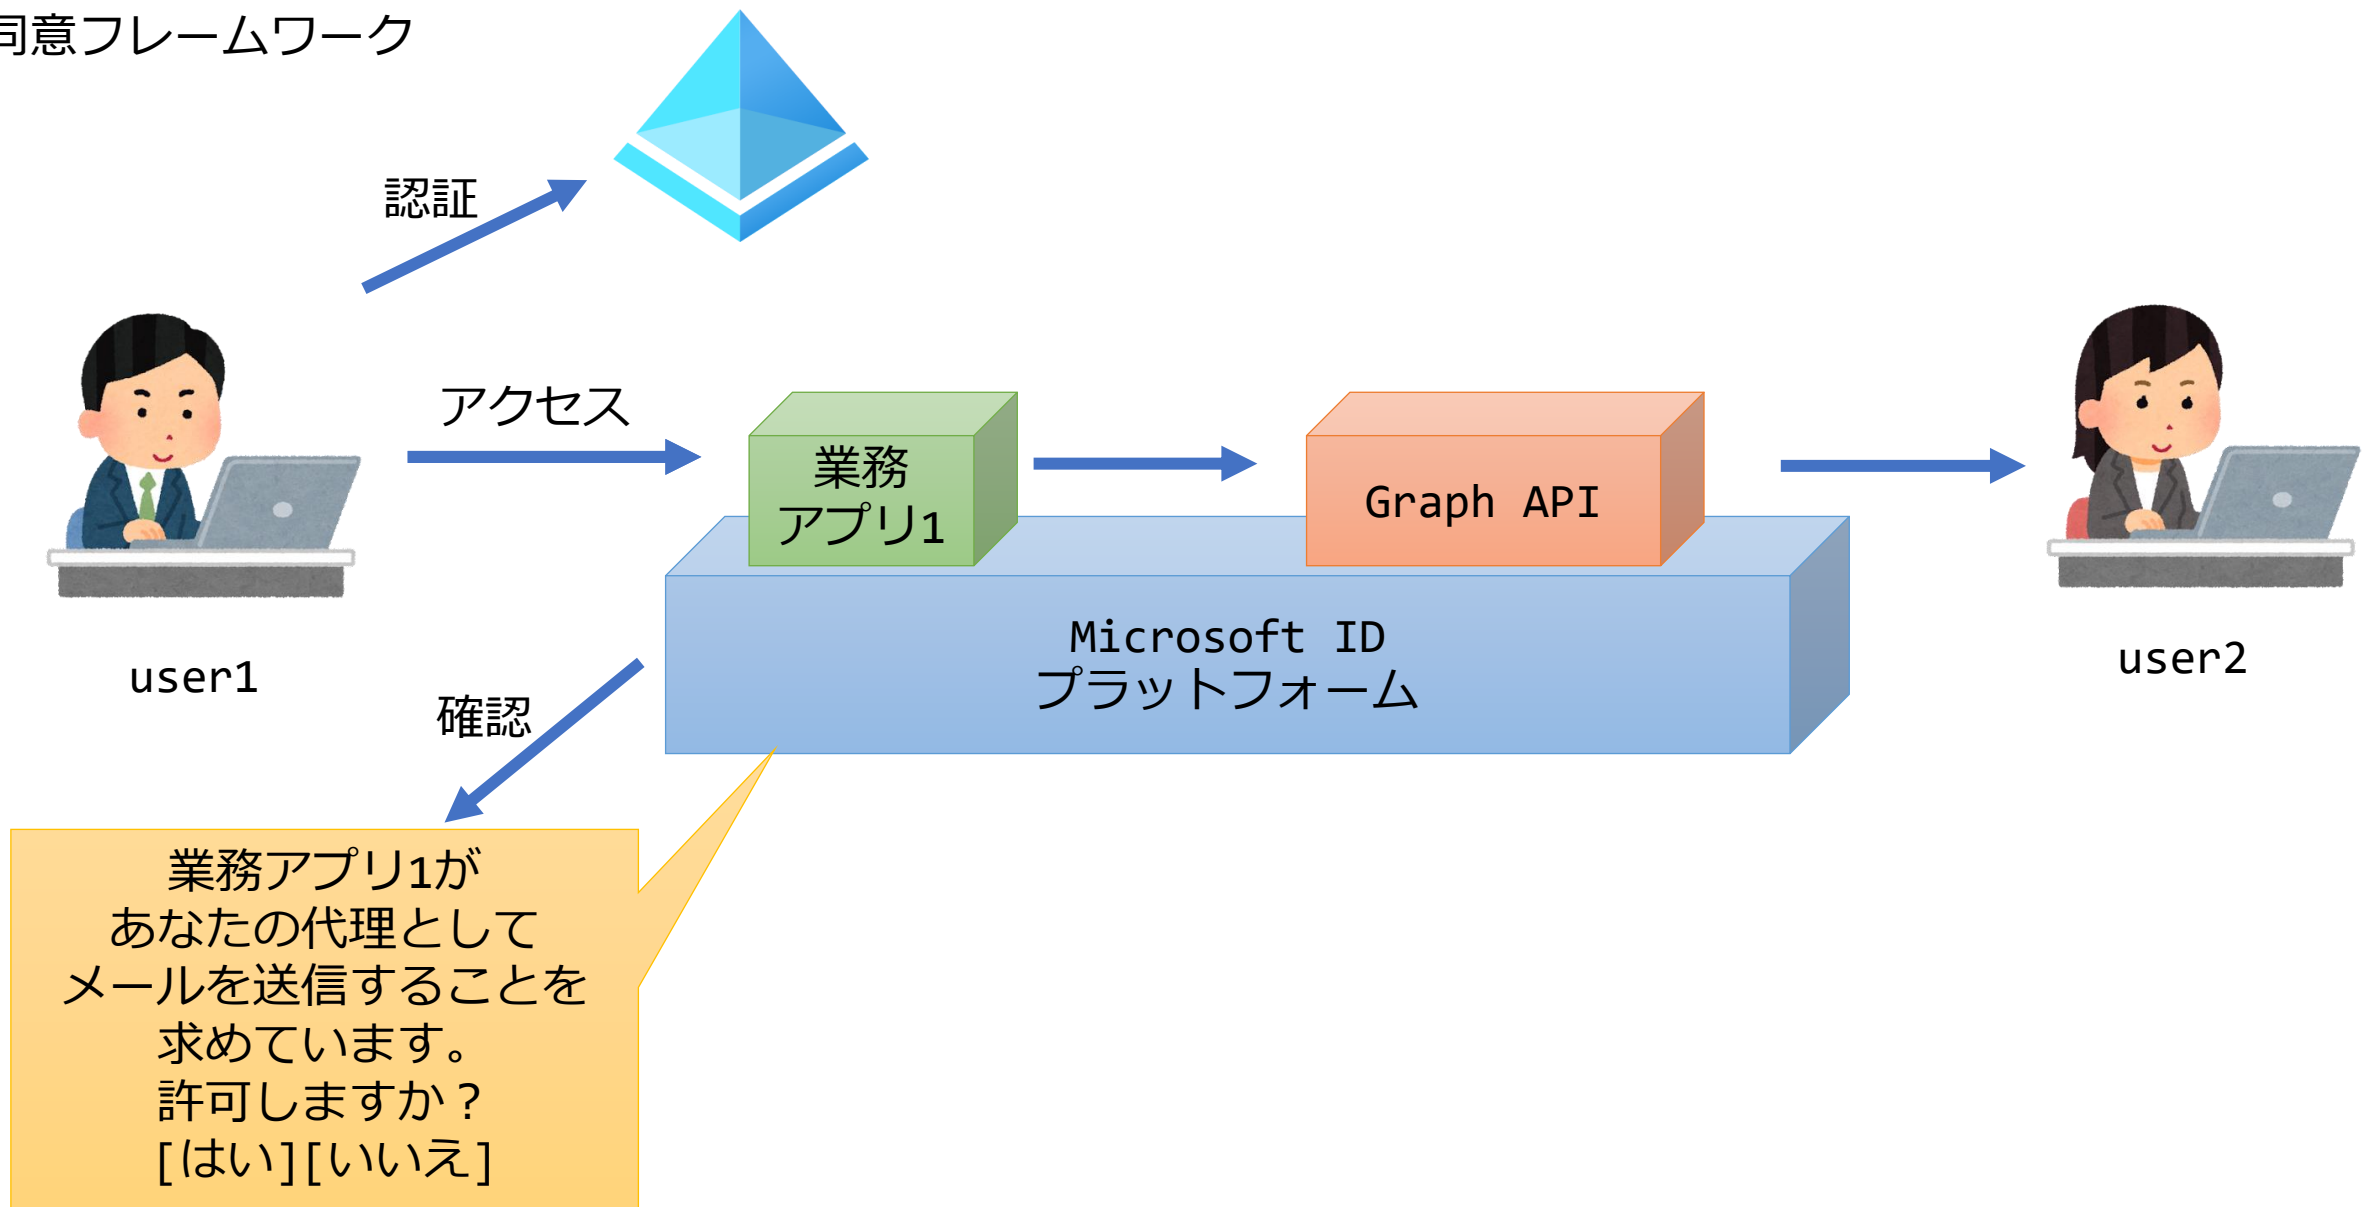 同意フレームワーク
認証
アクセス
業務
アプリ1
Graph API
Microsoft ID
プラットフォーム
user1
user2
確認
業務アプリ1が
あなたの代理として
メールを送信することを
求めています。
許可しますか？
[はい][いいえ]